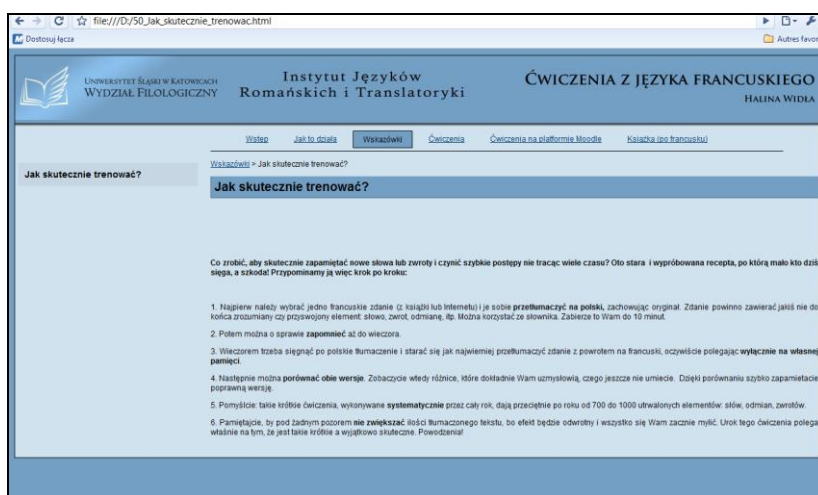 file:///D:/50_Jak_skutecznie_trenowac.html
Dostosuj łącza
Autres favor
Uniwersytet Śląski w Katowicach
Wydział Filologiczny
Instytut Języków
Romańskich i Translatoryki
Ćwiczenia z języka francuskiego
Halina Widła
Wstęp Jak to działa Wskazówki Ćwiczenia Ćwiczenia na platformie Moodle Książka (po francusku)
Wskazówki > Jak skutecznie trenować?
Jak skutecznie trenować?
Jak skutecznie trenować?
Co zrobić, aby skutecznie zapamiętać nowe słowa lub zwroty i czynić szybkie postępy nie tracąc wiele czasu? Oto stara i wypróbowana recepta, po którą mało kto dziś
sięga, a szkoda! Przypominamy ją więc krok po kroku:
1. Najpierw należy wybrać jedno francuskie zdanie (z książki lub Internetu) i je sobie przetłumaczyć na polski, zachowując oryginał. Zdanie powinno zawierać jakiś nie do
końca zrozumiany czy przyswojony element: słowo, zwrot, odmianę, itp. Można korzystać ze słownika. Zabierze to Wam do 10 minut.
2. Potem można o sprawie zapomnieć aż do wieczora.
3. Wieczorem trzeba sięgnąć po polskie tłumaczenie i starać się jak najwierniej przetłumaczyć zdanie z powrotem na francuski, oczywiście polegając wyłącznie na własnej
pamięci.
4. Następnie można porównać obie wersje. Zobaczycie wtedy różnice, które dokładnie Wam uzmysłowią, czego jeszcze nie umiecie. Dzięki porównaniu szybko zapamietacie
poprawną wersję.
5. Pomyślcie: takie krótkie ćwiczenia, wykonywane systematycznie przez cały rok, dają przeciętnie po roku od 700 do 1000 utrwalonych elementów: słów, odmian, zwrotów.
6. Pamiętajcie, by pod żadnym pozorem nie zwiększać ilości tłumaczonego tekstu, bo efekt będzie odwrotny i wszystko się Wam zacznie mylić. Urok tego ćwiczenia polega
właśnie na tym, że jest takie krótkie a wyjątkowo skuteczne. Powodzenia!